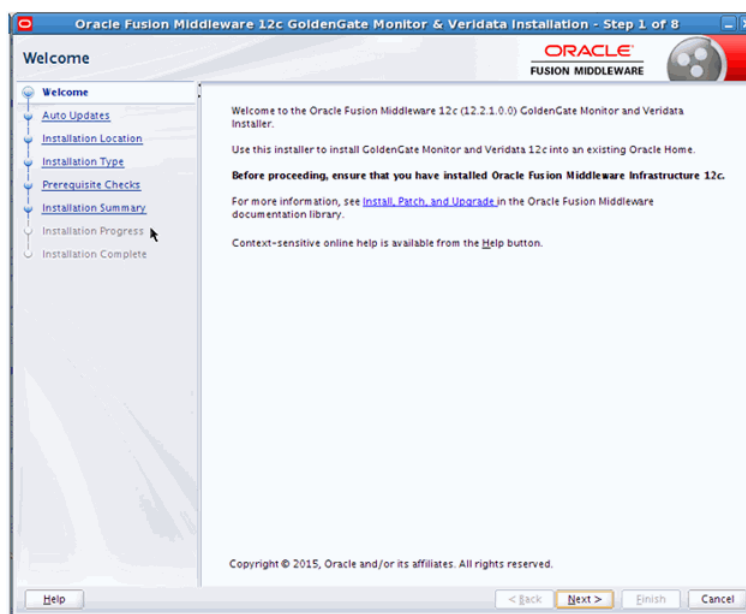 Oracle Fusion Middleware 12c GoldenGate Monitor & Veridata Installation - Step 1 of 8
Welcome
ORACLE
FUSION MIDDLEWARE
Welcome
Auto Updates
Installation Location
Installation Type
Prerequisite Checks
Installation Summary
Installation Progress
Installation Complete
Welcome to the Oracle Fusion Middleware 12c (12.2.1.0.0) GoldenGate Monitor and Veridata
Installer.
Use this installer to install GoldenGate Monitor and Veridata 12c into an existing Oracle Home.
Before proceeding, ensure that you have installed Oracle Fusion Middleware Infrastructure 12c.
For more information, see Install, Patch, and Upgrade in the Oracle Fusion Middleware
documentation library.
Context-sensitive online help is available from the Help button.
Copyright © 2015, Oracle and/or its affiliates. All rights reserved.
Help
< Back
Next >
Finish
Cancel